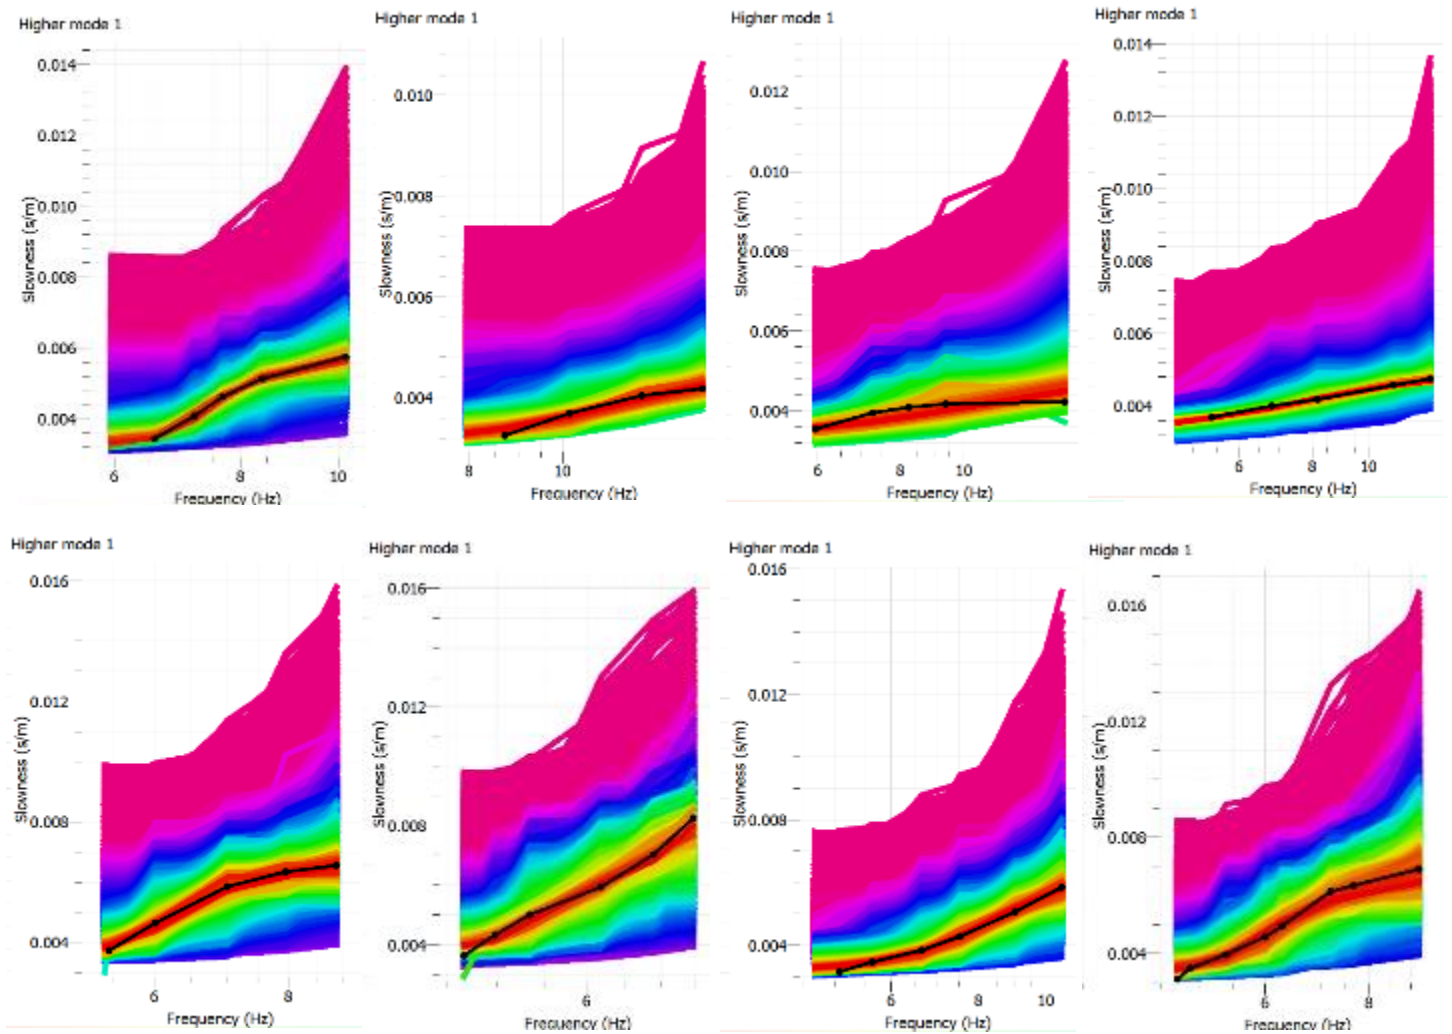 Higher mode 1
Slowness (s/m)
0.014
0.012
0.010
0.008
0.006
0.004
6 8 10
Frequency (Hz)
Higher mode 1
Slowness (s/m)
0.010
0.008
0.006
0.004
8 10
Frequency (Hz)
Higher mode 1
Slowness (s/m)
0.012
0.010
0.008
0.006
0.004
6 8 10
Frequency (Hz)
Higher mode 1
Slowness (s/m)
0.014
0.012
0.010
0.008
0.006
0.004
6 8 10
Frequency (Hz)
Higher mode 1
Slowness (s/m)
0.016
0.012
0.008
0.004
6 8
Frequency (Hz)
Higher mode 1
Slowness (s/m)
0.016
0.012
0.008
0.004
6
Frequency (Hz)
Higher mode 1
Slowness (s/m)
0.016
0.012
0.008
0.004
6 8 10
Frequency (Hz)
Higher mode 1
Slowness (s/m)
0.016
0.012
0.008
0.004
6 8
Frequency (Hz)